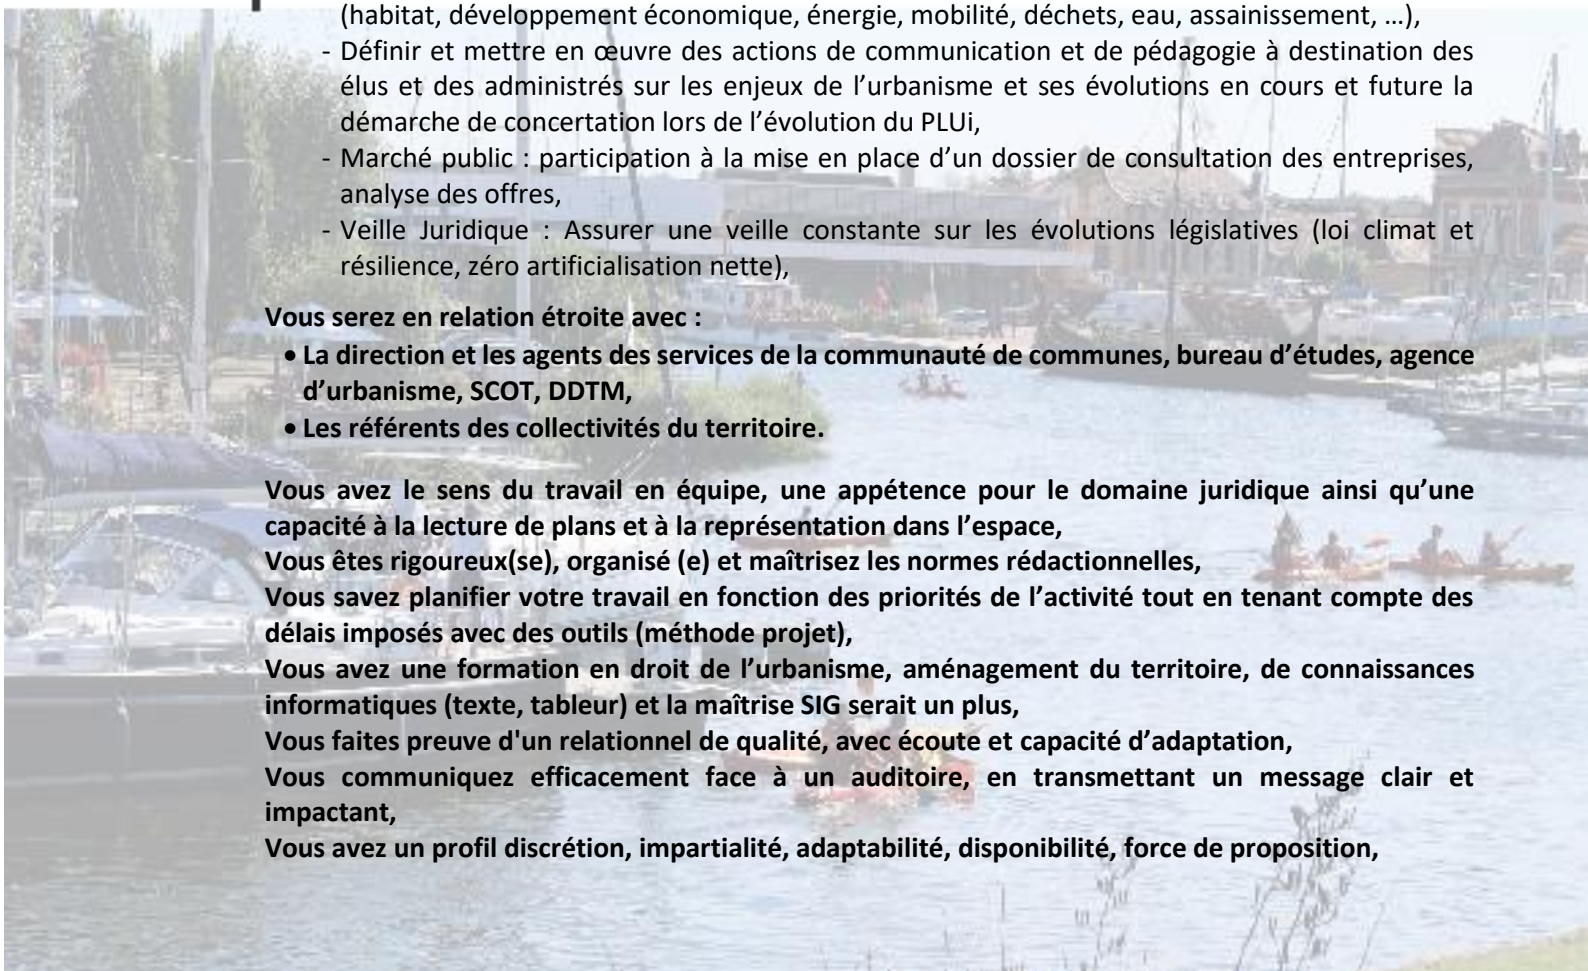 (habitat, développement économique, énergie, mobilité, déchets, eau, assainissement, …),
- Définir et mettre en œuvre des actions de communication et de pédagogie à destination des
élus et des administrés sur les enjeux de l’urbanisme et ses évolutions en cours et future la
démarche de concertation lors de l’évolution du PLUi,
- Marché public : participation à la mise en place d’un dossier de consultation des entreprises,
analyse des offres,
- Veille Juridique : Assurer une veille constante sur les évolutions législatives (loi climat et
résilience, zéro artificialisation nette),
Vous serez en relation étroite avec :
• La direction et les agents des services de la communauté de communes, bureau d’études, agence
d’urbanisme, SCOT, DDTM,
• Les référents des collectivités du territoire.
Vous avez le sens du travail en équipe, une appétence pour le domaine juridique ainsi qu’une
capacité à la lecture de plans et à la représentation dans l’espace,
Vous êtes rigoureux(se), organisé (e) et maîtrisez les normes rédactionnelles,
Vous savez planifier votre travail en fonction des priorités de l’activité tout en tenant compte des
délais imposés avec des outils (méthode projet),
Vous avez une formation en droit de l’urbanisme, aménagement du territoire, de connaissances
informatiques (texte, tableur) et la maîtrise SIG serait un plus,
Vous faites preuve d'un relationnel de qualité, avec écoute et capacité d’adaptation,
Vous communiquez efficacement face à un auditoire, en transmettant un message clair et
impactant,
Vous avez un profil discrétion, impartialité, adaptabilité, disponibilité, force de proposition,